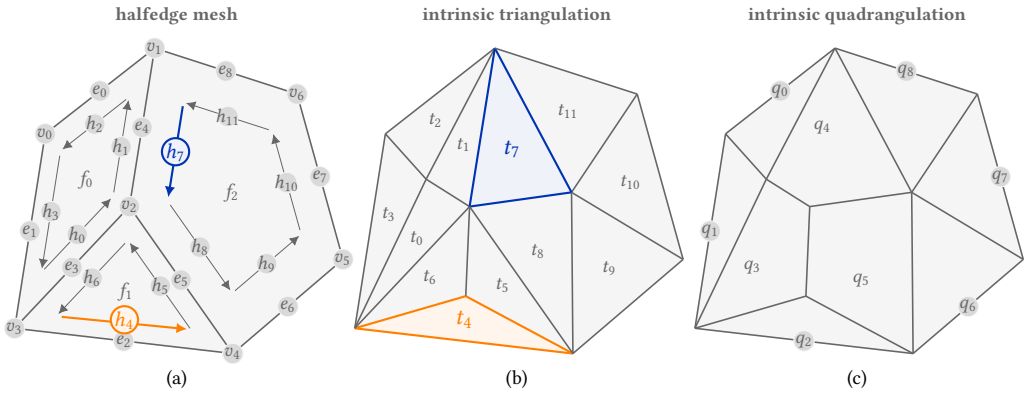 halfedge mesh
intrinsic triangulation
intrinsic quadrangulation
v1
e8
e0
v6
h2
h11
v0
e4
h1
h7
f0
e7
h10
f2
h3
v2
e1
h0
h8
v5
e3
h9
h6
e5
f1
h5
e6
h4
v3
e2
v4
(a)
t2
t11
t1
t7
t10
t3
t0
t8
t6
t9
t5
t4
(b)
q8
q0
q4
q7
q1
q3
q5
q6
q2
(c)